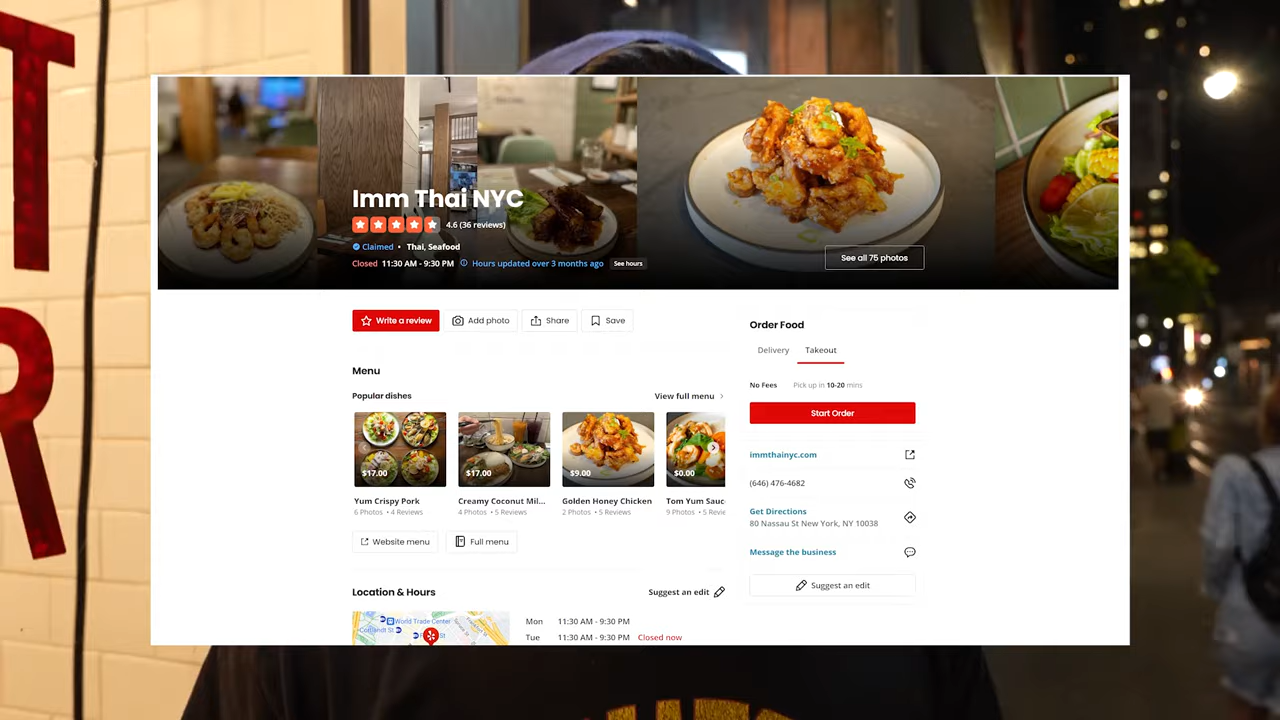 T
R
Imm Thai NYC
4.6 (36 reviews)
Claimed • Thai, Seafood
Closed 11:30 AM - 9:30 PM Hours updated over 3 months ago See hours
See all 75 photos
Write a review Add photo Share Save
Menu
Popular dishes View full menu
$17.00 $17.00 $9.00 $0.00
Yum Crispy Pork Creamy Coconut Mil... Golden Honey Chicken Tom Yum Sauc
6 Photos • 4 Reviews 4 Photos • 5 Reviews 2 Photos • 5 Reviews 9 Photos • 5 Revie
Website menu Full menu
Location & Hours Suggest an edit
World Trade Center
Cortlandt St
Mon 11:30 AM - 9:30 PM
Tue 11:30 AM - 9:30 PM Closed now
Order Food
Delivery Takeout
No Fees Pick up in 10-20 mins
Start Order
immthainyc.com
(646) 476-4682
Get Directions
80 Nassau St New York, NY 10038
Message the business
Suggest an edit